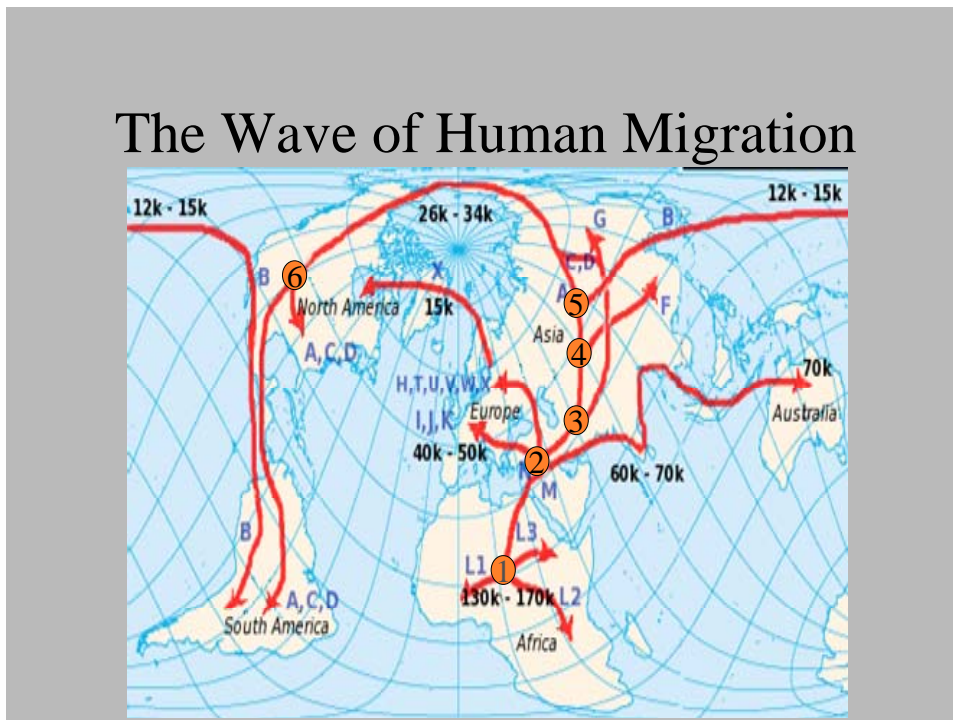 The Wave of Human Migration
12k - 15k
26k - 34k
12k - 15k
G
B
C,D
B
6
X
A
5
F
North America
15k
Asia
A,C,D
4
70k
H,T,U,V,W,X
I,J,K
Europe
3
Australia
40k - 50k
2
N
60k - 70k
M
B
L3
L1
1
130k - 170k
L2
A,C,D
South America
Africa